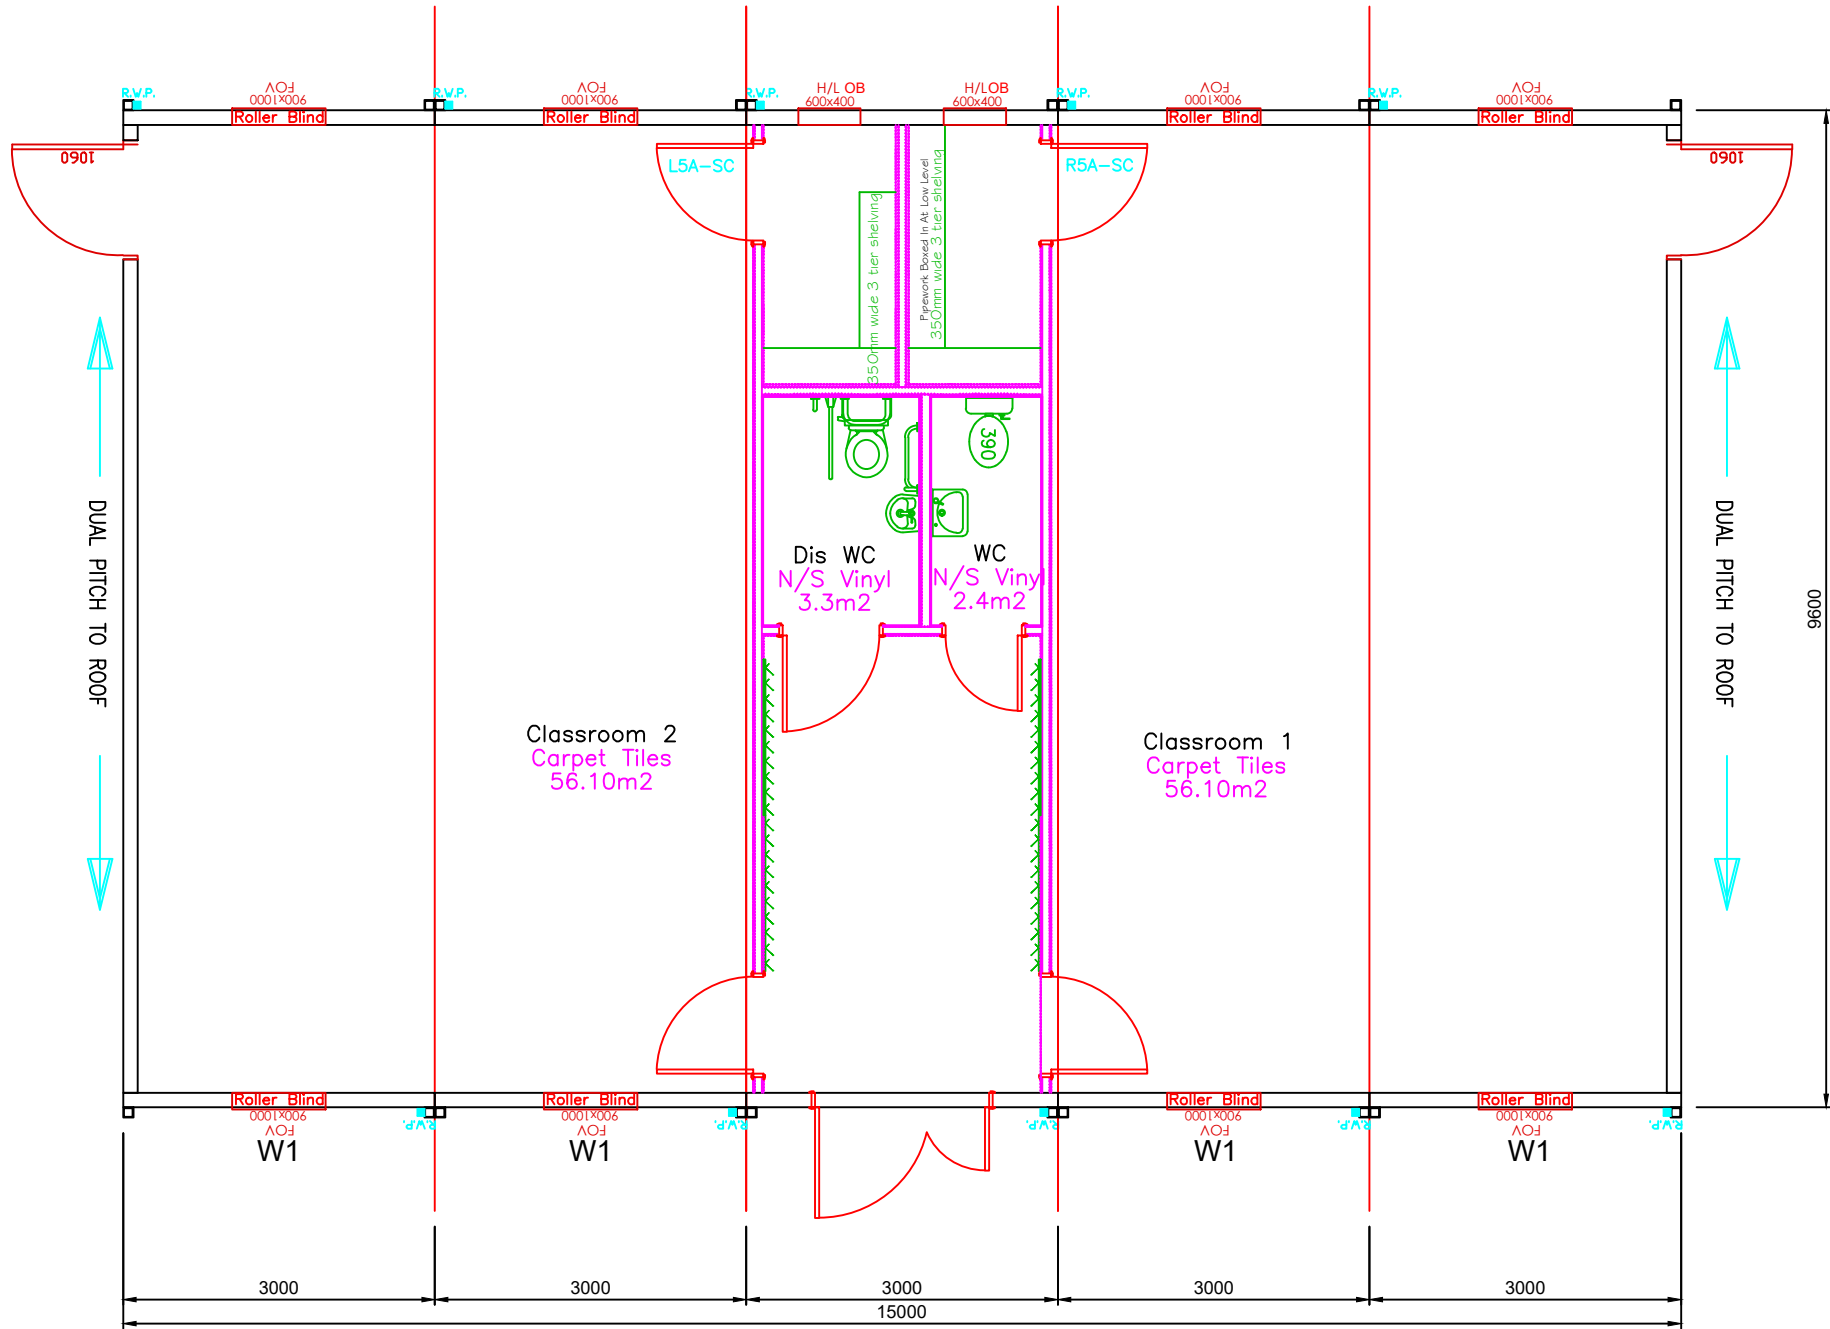 R.W.P.
FOV
900x1000
Roller Blind
R.W.P.
FOV
900x1000
Roller Blind
R.W.P.
H/L OB
600x400
H/LOB
600x400
R.W.P.
FOV
900x1000
Roller Blind
R.W.P.
FOV
900x1000
Roller Blind
1060
L5A-SC
R5A-SC
1060
350mm wide 3 tier shelving
Pipework Boxed In At Low Level
350mm wide 3 tier shelving
390
DUAL PITCH TO ROOF
Dis WC
N/S Vinyl
3.3m2
WC
N/S Vinyl
2.4m2
DUAL PITCH TO ROOF
9600
Classroom 2
Carpet Tiles
56.10m2
Classroom 1
Carpet Tiles
56.10m2
Roller Blind
900x1000
FOV
W1
R.W.P.
Roller Blind
900x1000
FOV
W1
R.W.P.
R.W.P.
Roller Blind
900x1000
FOV
W1
R.W.P.
Roller Blind
900x1000
FOV
W1
R.W.P.
3000
3000
3000
3000
3000
15000